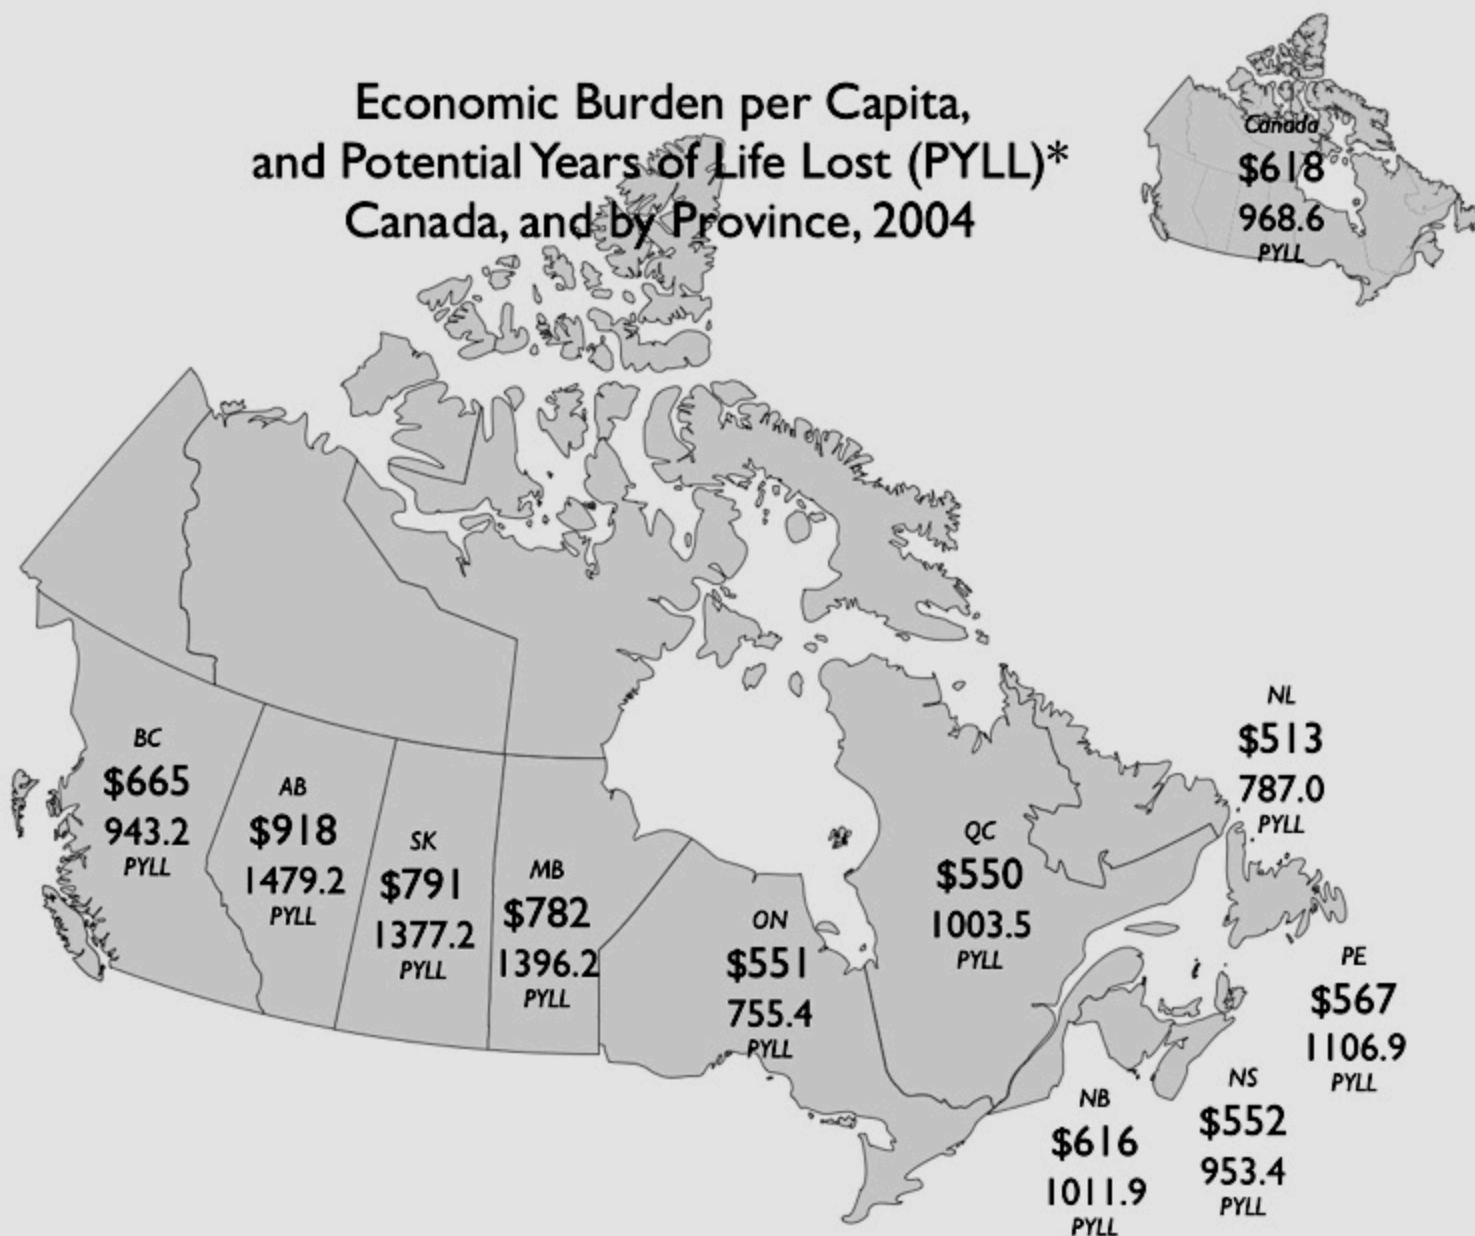 Economic Burden per Capita,
and Potential Years of Life Lost (PYLL)*
Canada, and by Province, 2004
Canada
$618
968.6
PYLL
BC
$665
943.2
PYLL
AB
$918
1479.2
PYLL
SK
$791
1377.2
PYLL
MB
$782
1396.2
PYLL
ON
$551
755.4
PYLL
QC
$550
1003.5
PYLL
NL
$513
787.0
PYLL
PE
$567
1106.9
PYLL
NS
$552
953.4
PYLL
NB
$616
1011.9
PYLL